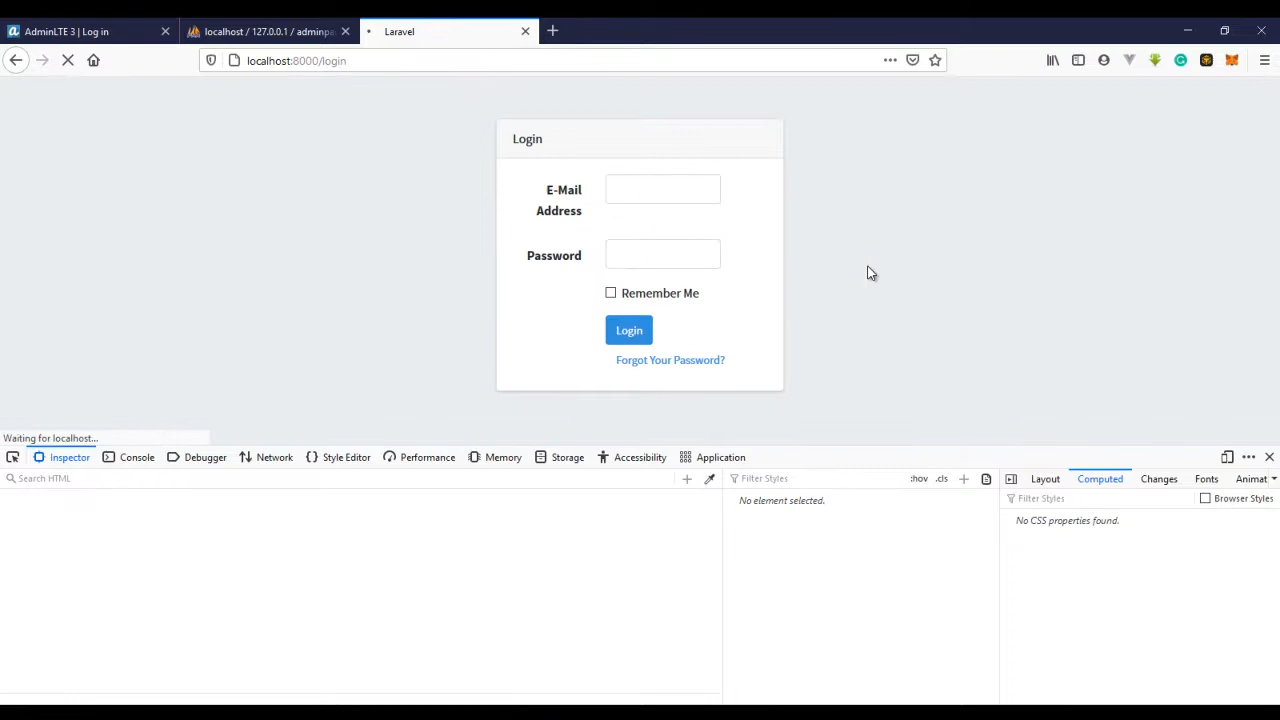 AdminLTE 3 | Log in
localhost / 127.0.0.1 / adminpa
Laravel
localhost:8000/login
Login
E-Mail
Address
Password
Remember Me
Login
Forgot Your Password?
Waiting for localhost...
Inspector
Console
Debugger
Network
Style Editor
Performance
Memory
Storage
Accessibility
Application
Search HTML
Filter Styles
:hov
.cls
Layout
Computed
Changes
Fonts
Animat
No element selected.
Filter Styles
Browser Styles
No CSS properties found.